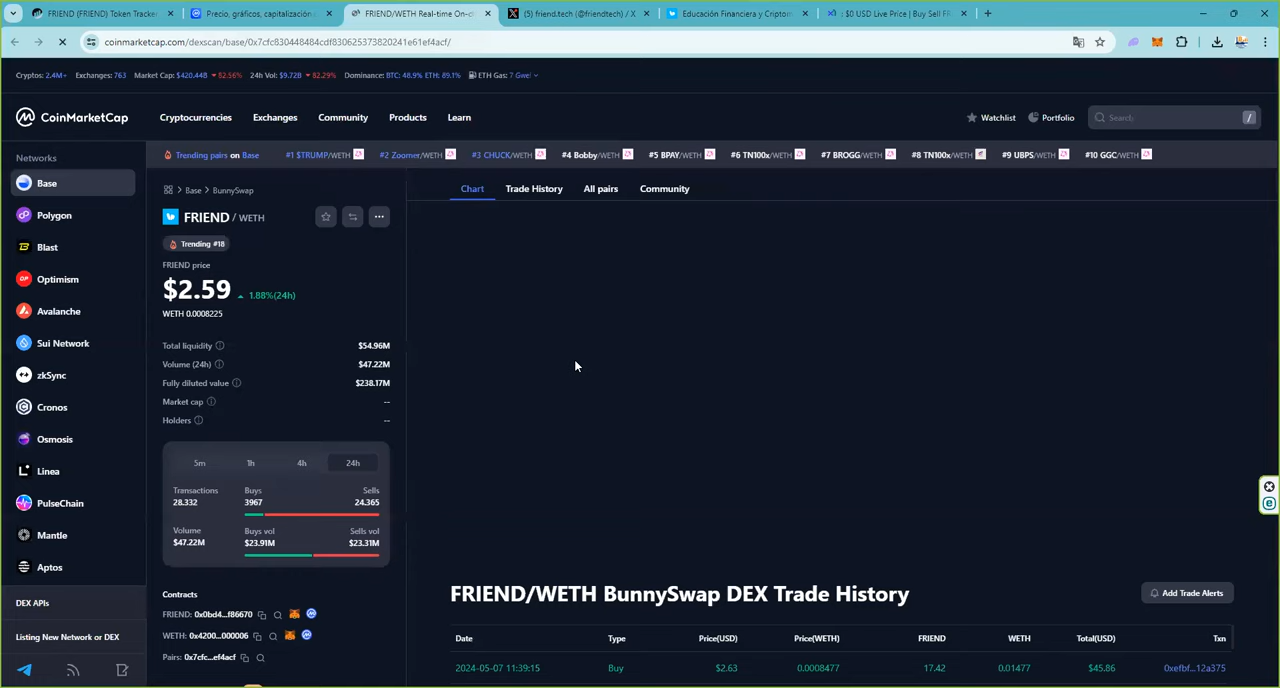 FRIEND (FRIEND) Token Tracker
Precio, gráficos, capitalización
FRIEND/WETH Real-time On-c
(5) friend.tech (@friendtech) / X
Educación Financiera y Criptom
: $0 USD Live Price | Buy Sell FR
coinmarketcap.com/dexscan/base/0x7cfc830448484cdf830625373820241e61ef4acf/
Cryptos: 2.4M+ Exchanges: 763 Market Cap: $420.44B 82.56% 24h Vol: $9.72B 82.29% Dominance: BTC: 48.9% ETH: 89.1% ETH Gas: 7 Gwei
CoinMarketCap
Cryptocurrencies Exchanges Community Products Learn
Watchlist Portfolio Search /
Networks
Base
Polygon
Blast
Optimism
Avalanche
Sui Network
zkSync
Cronos
Osmosis
Linea
PulseChain
Mantle
Aptos
DEX APIs
Listing New Network or DEX
Trending pairs on Base #1 $TRUMP/WETH #2 Zoomer/WETH #3 CHUCK/WETH #4 Bobby/WETH #5 BPAY/WETH #6 TN100x/WETH #7 BROGG/WETH #8 TN100x/WETH #9 UBPS/WETH #10 GGC/WETH
Base BunnySwap
FRIEND / WETH
Trending #18
FRIEND price
$2.59 1.88%(24h)
WETH 0.0008225
Total liquidity $54.96M
Volume (24h) $47.22M
Fully diluted value $238.17M
Market cap --
Holders --
5m 1h 4h 24h
Transactions Buys Sells
28.332 3967 24.365
Volume Buys vol Sells vol
$47.22M $23.91M $23.31M
Contracts
FRIEND: 0x0bd4...f86670
WETH: 0x4200...000006
Pairs: 0x7cfc...ef4acf
Chart Trade History All pairs Community
FRIEND/WETH BunnySwap DEX Trade History
Add Trade Alerts
Date Type Price(USD) Price(WETH) FRIEND WETH Total(USD) Txn
2024-05-07 11:39:15 Buy $2.63 0.0008477 17.42 0.01477 $45.86 0xefbf...12a375